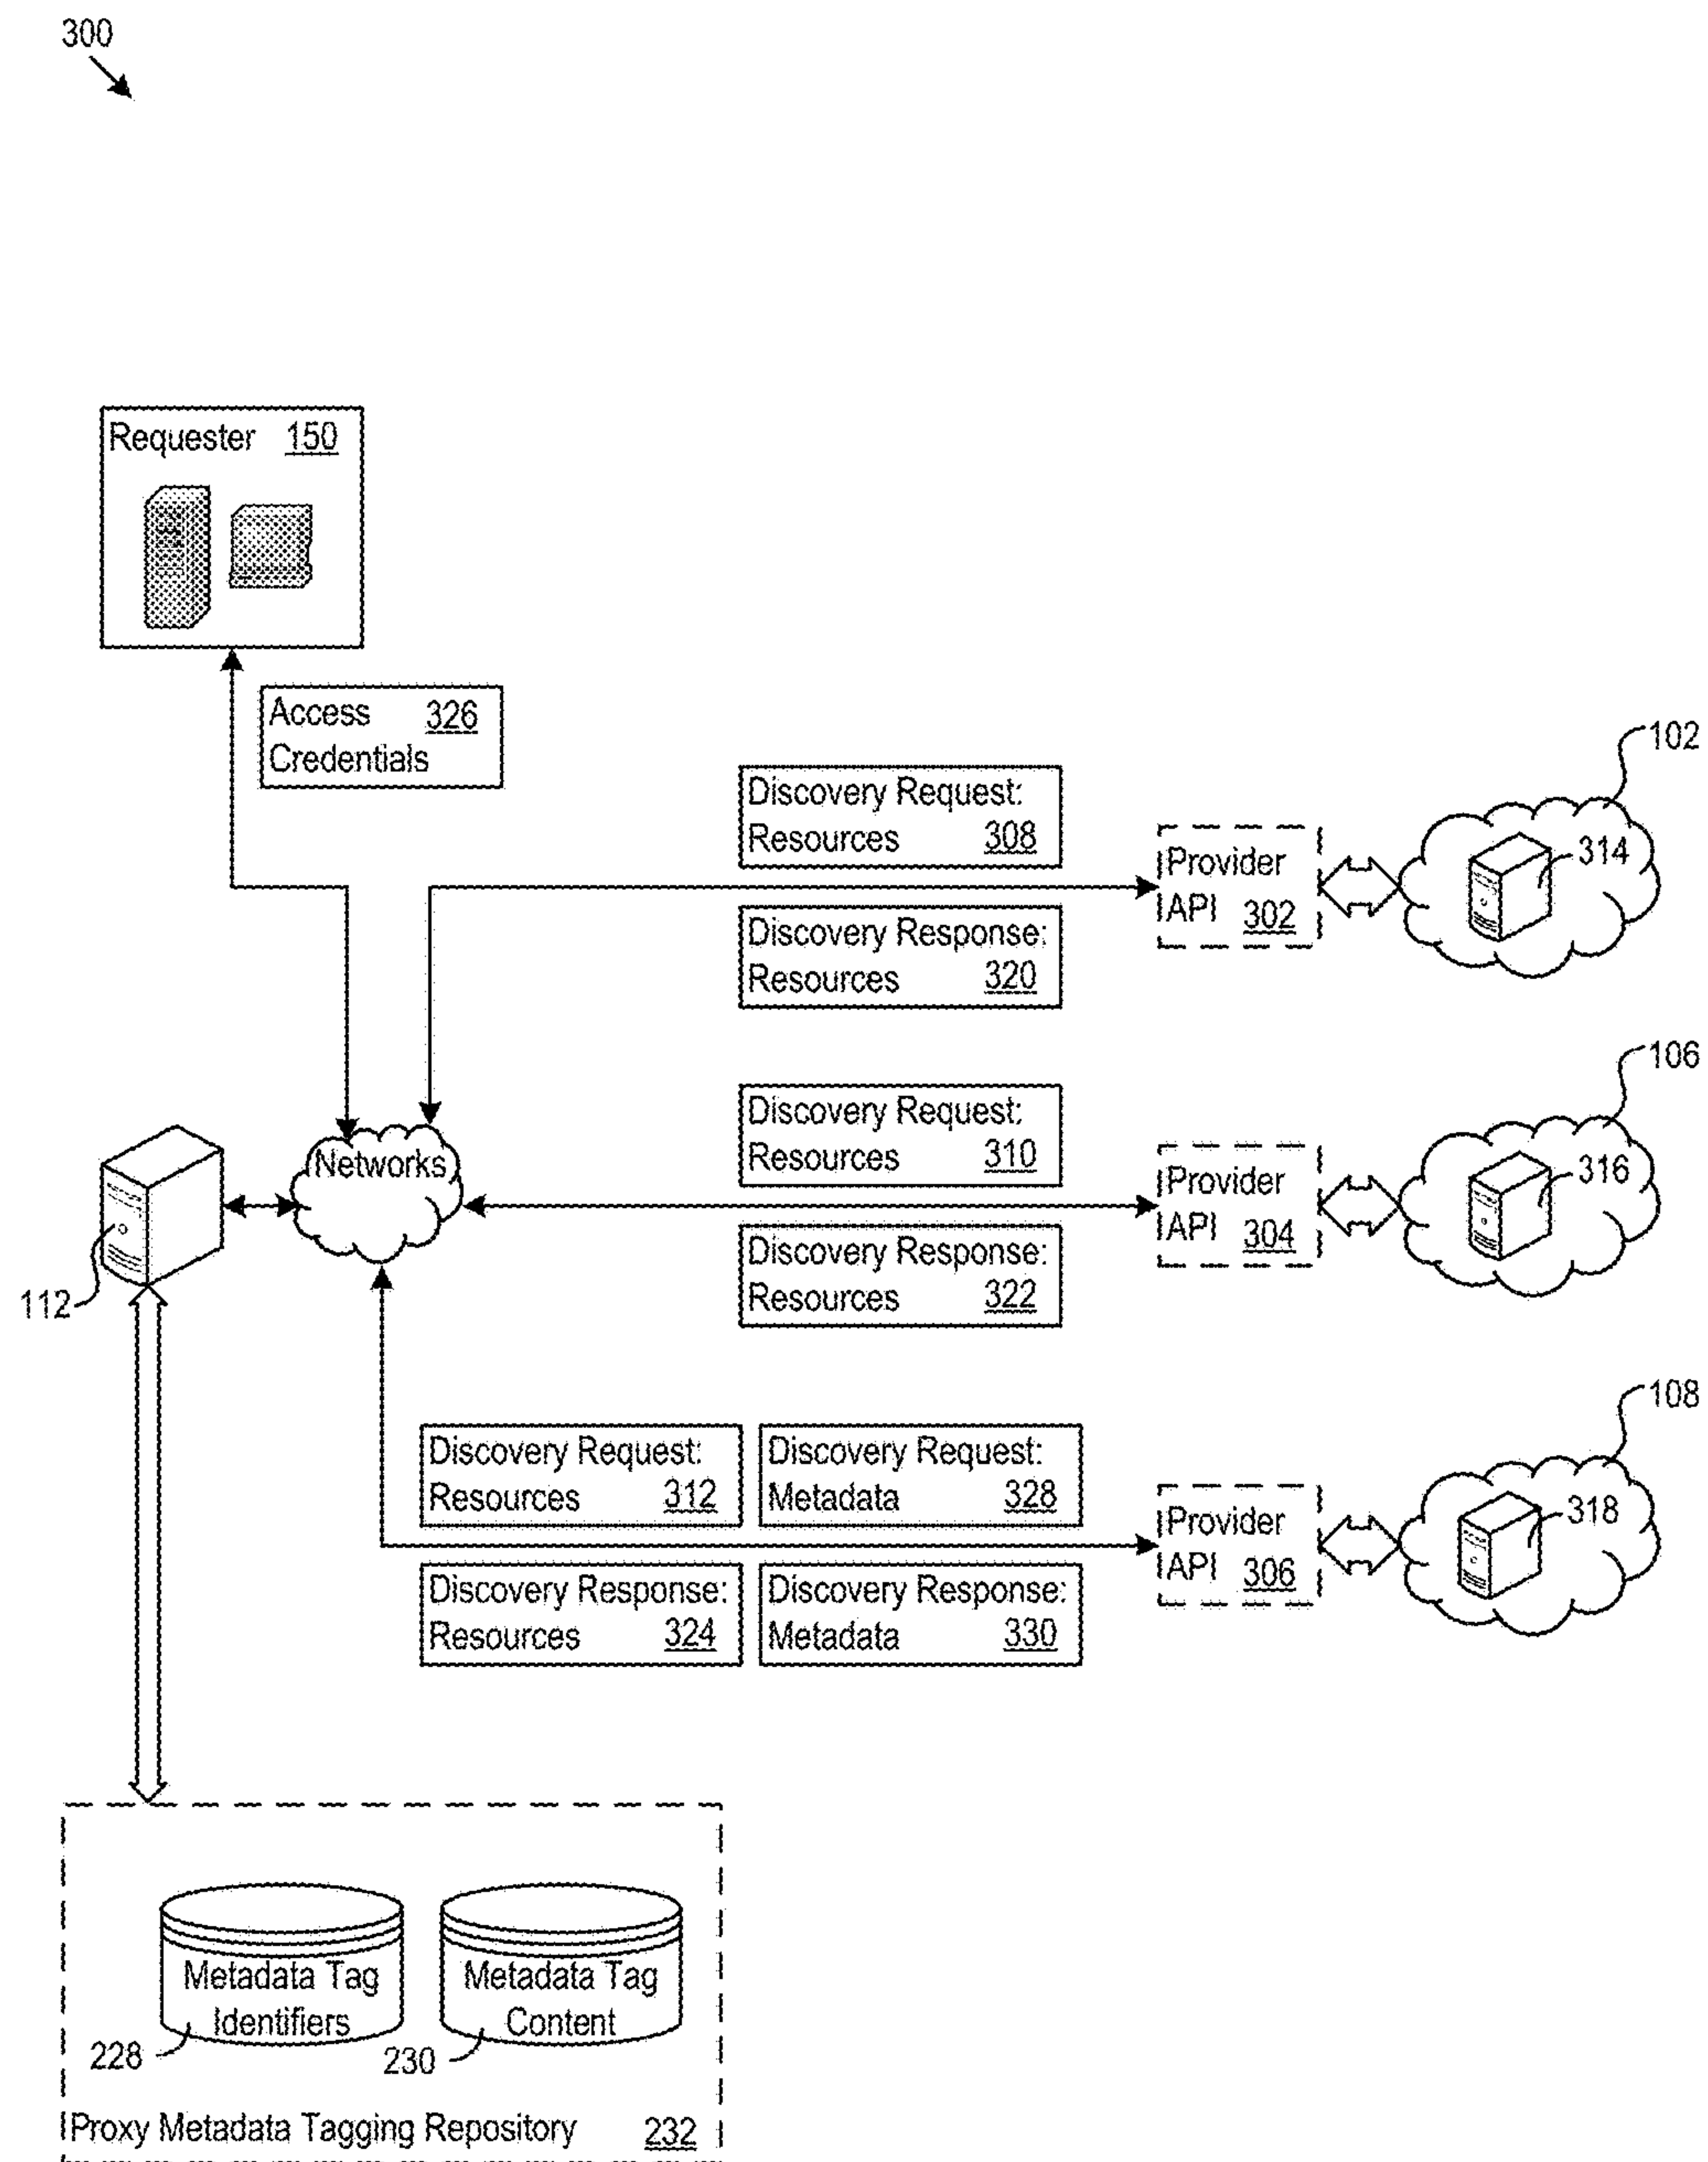 300
Requester 150
Access 326
Credentials
102
Discovery Request:
Resources 308
Provider
API 302
314
Discovery Response:
Resources 320
106
Discovery Request:
Resources 310
Networks
Provider
API 304
316
112
Discovery Response:
Resources 322
108
Discovery Request:
Resources 312
Discovery Request:
Metadata 328
Provider
API 306
318
Discovery Response:
Resources 324
Discovery Response:
Metadata 330
Metadata Tag
Identifiers
228
Metadata Tag
Content
230
Proxy Metadata Tagging Repository 232